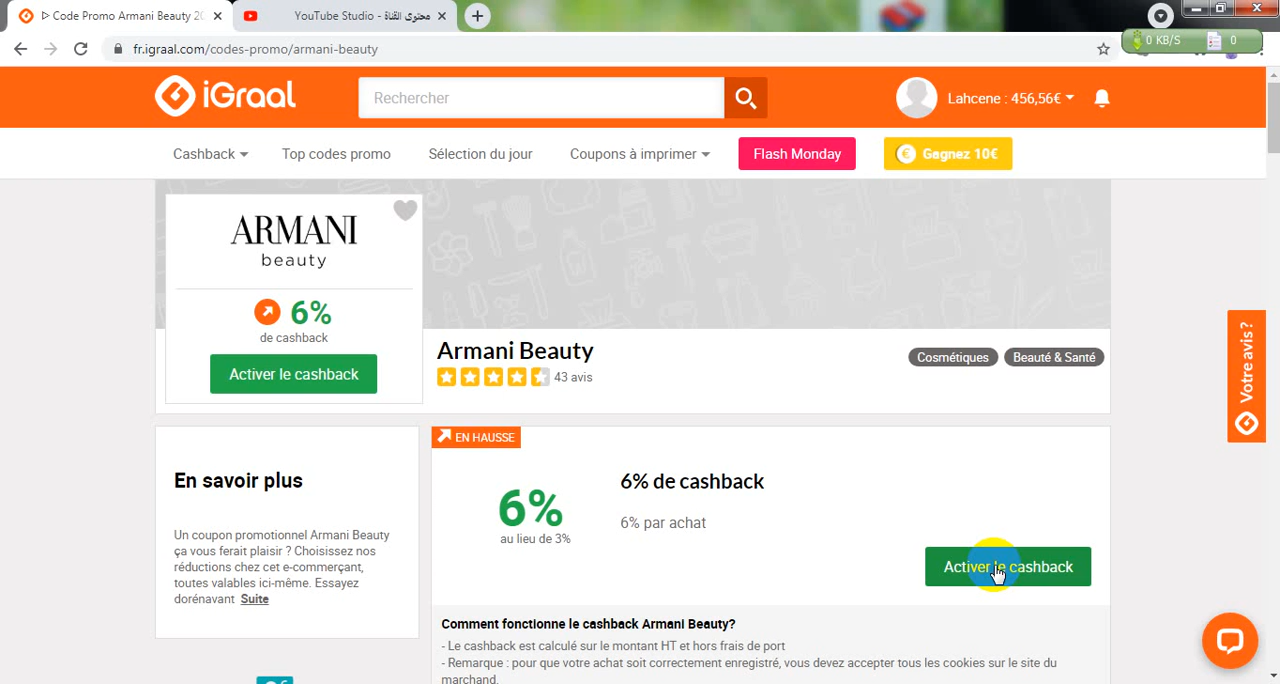 Code Promo Armani Beauty 20
YouTube Studio - محتوى القناة
0 KB/S
0
fr.igraal.com/codes-promo/armani-beauty
iGraal
Rechercher
Lahcene : 456,56€
Cashback
Top codes promo
Sélection du jour
Coupons à imprimer
Flash Monday
€ Gagnez 10€
ARMANI
beauty
6%
de cashback
Activer le cashback
Armani Beauty
43 avis
Cosmétiques
Beauté & Santé
Votre avis ?
En savoir plus
Un coupon promotionnel Armani Beauty
ça vous ferait plaisir ? Choisissez nos
réductions chez cet e-commerçant,
toutes valables ici-même. Essayez
dorénavant Suite
EN HAUSSE
6%
au lieu de 3%
6% de cashback
6% par achat
Activer le cashback
Comment fonctionne le cashback Armani Beauty?
- Le cashback est calculé sur le montant HT et hors frais de port
- Remarque : pour que votre achat soit correctement enregistré, vous devez accepter tous les cookies sur le site du
marchand.